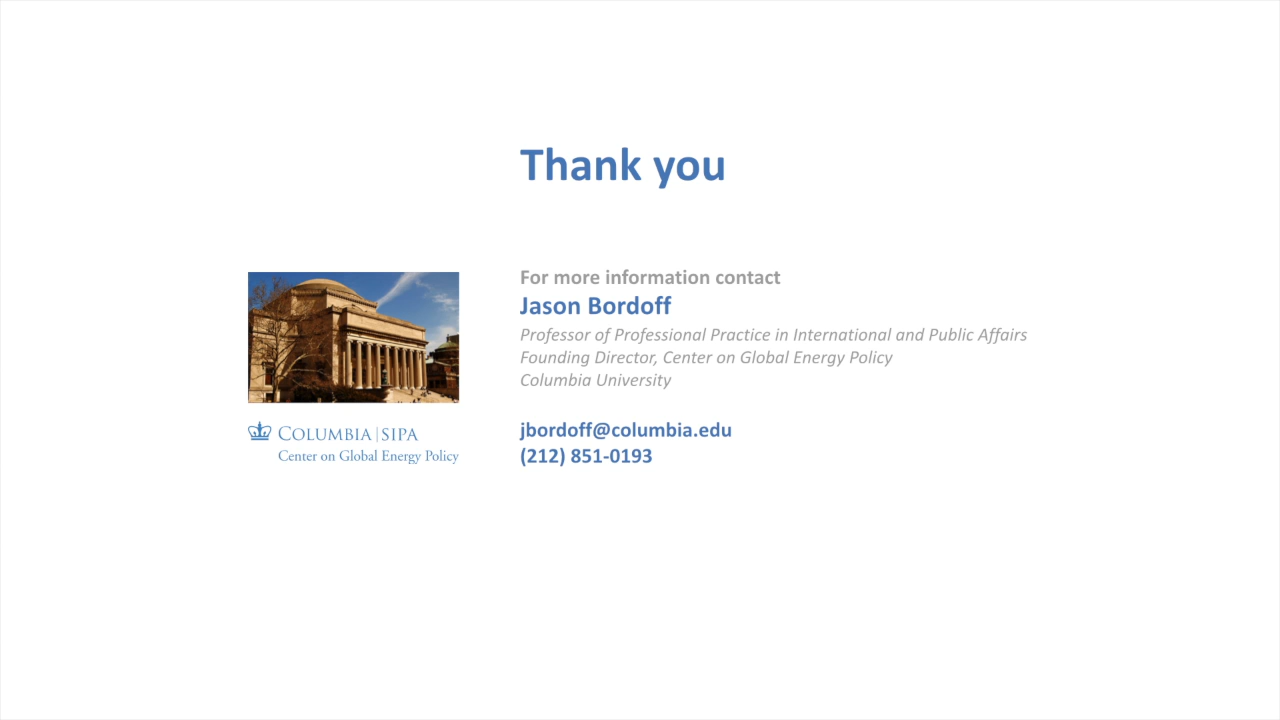 Thank you
For more information contact
Jason Bordoff
Professor of Professional Practice in International and Public Affairs
Founding Director, Center on Global Energy Policy
Columbia University
jbordoff@columbia.edu
(212) 851-0193
COLUMBIA | SIPA
Center on Global Energy Policy